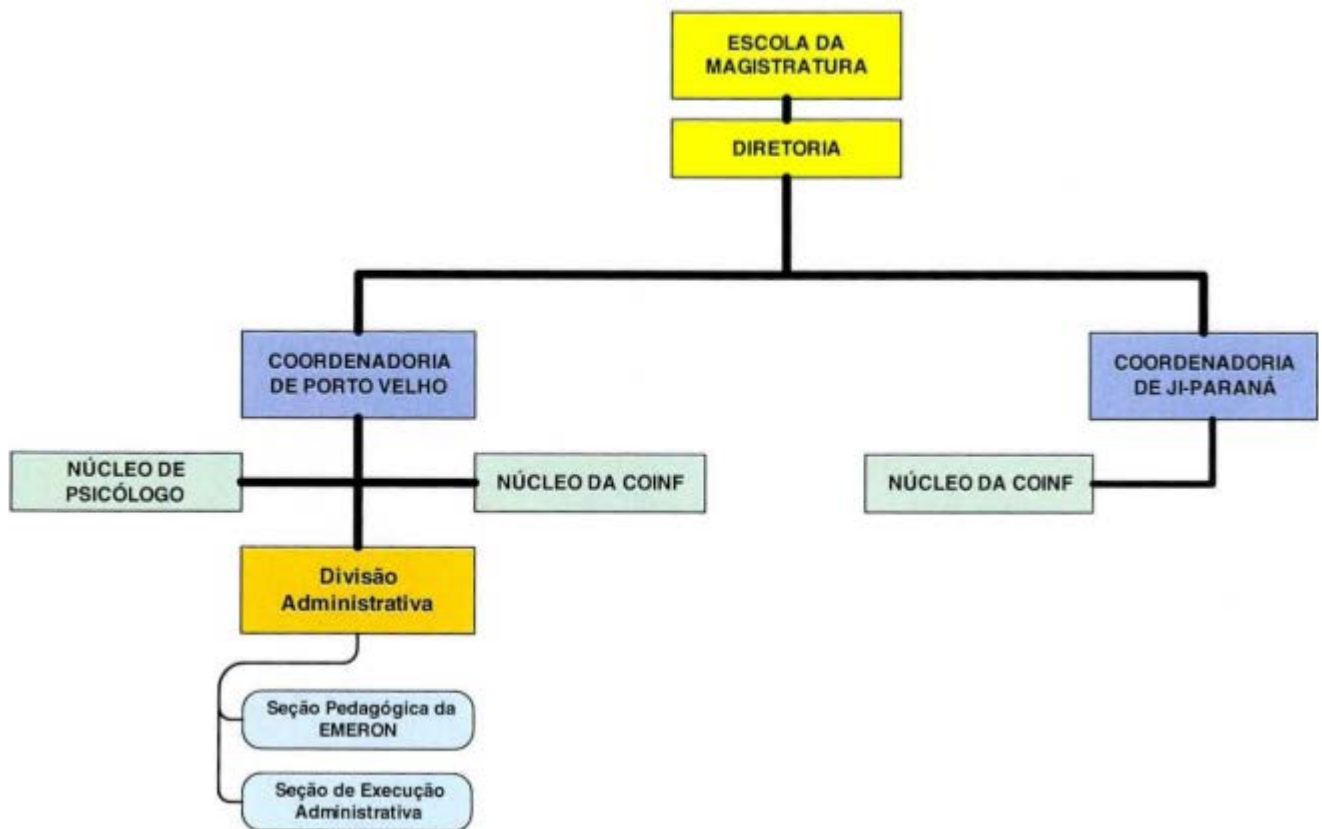 ESCOLA DA
MAGISTRATURA
DIRETORIA
COORDENADORIA
DE PORTO VELHO
COORDENADORIA
DE JI-PARANÁ
NÚCLEO DE
PSICÓLOGO
NÚCLEO DA COINF
NÚCLEO DA COINF
Divisão
Administrativa
Seção Pedagógica da
EMERON
Seção de Execução
Administrativa